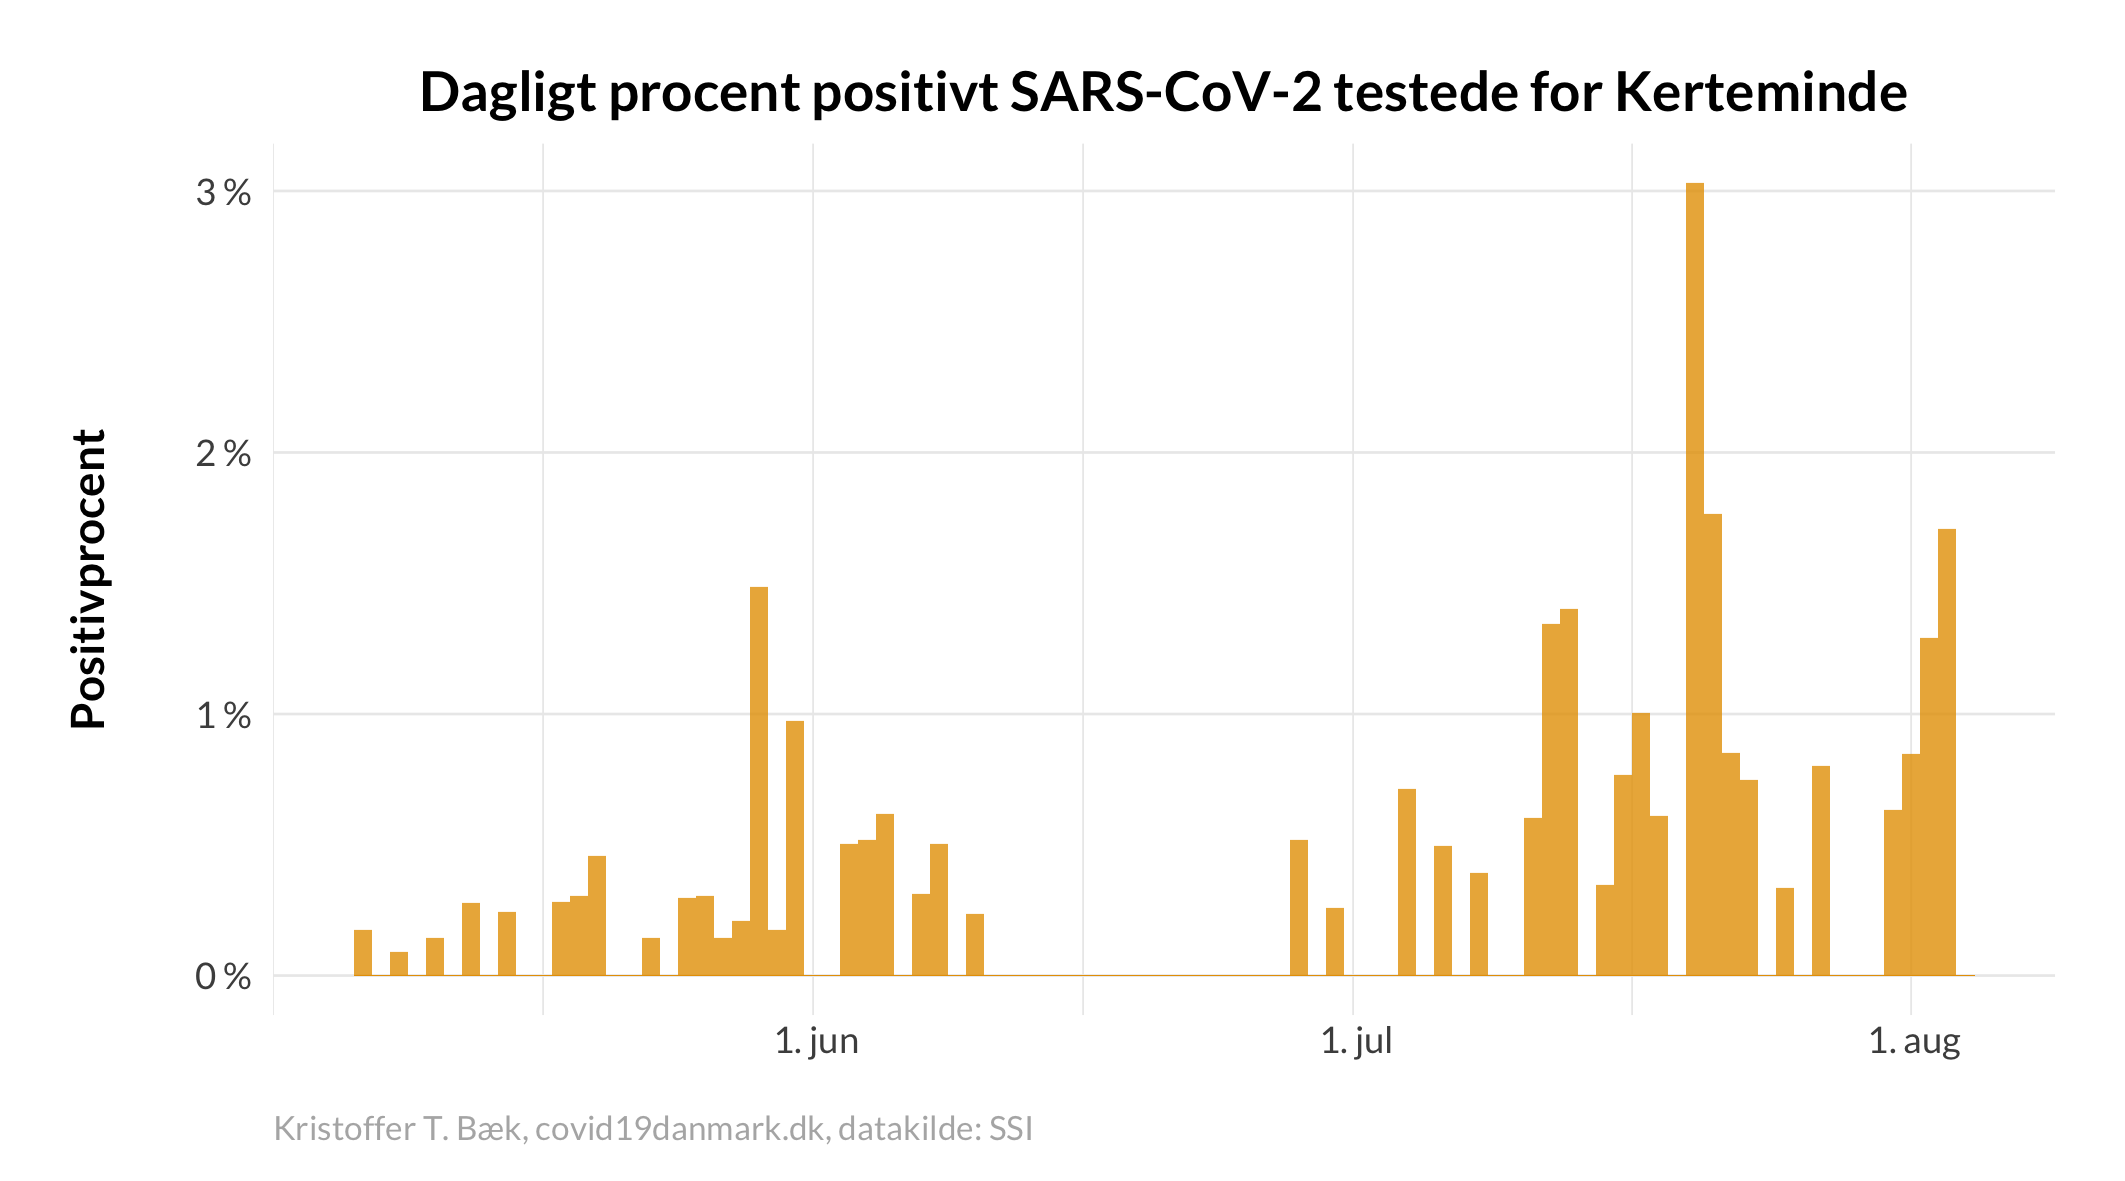 Dagligt procent positivt SARS-CoV-2 testede for Kerteminde
Positivprocent
3 %
2 %
1 %
0 %
1. jun
1. jul
1. aug
Kristoffer T. Bæk, covid19danmark.dk, datakilde: SSI